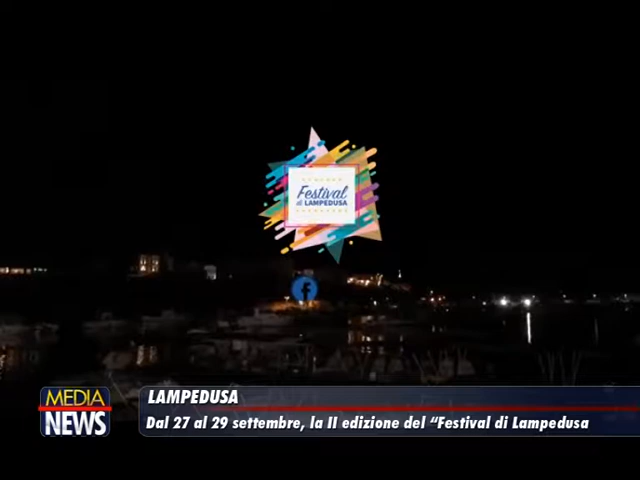 Festival
di LAMPEDUSA
f
MEDIA
NEWS
LAMPEDUSA
Dal 27 al 29 settembre, la II edizione del “Festival di Lampedusa